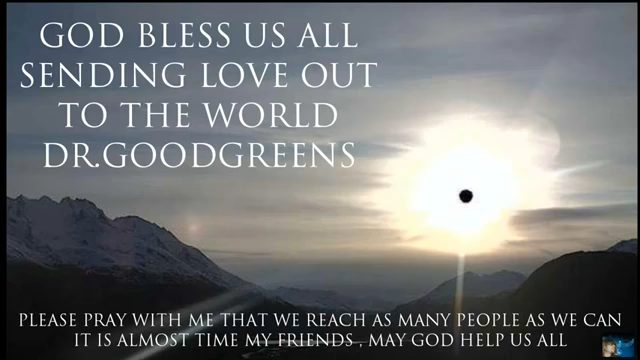 GOD BLESS US ALL
SENDING LOVE OUT
TO THE WORLD
DR.GOODGREENS
PLEASE PRAY WITH ME THAT WE REACH AS MANY PEOPLE AS WE CAN
IT IS ALMOST TIME MY FRIENDS , MAY GOD HELP US ALL